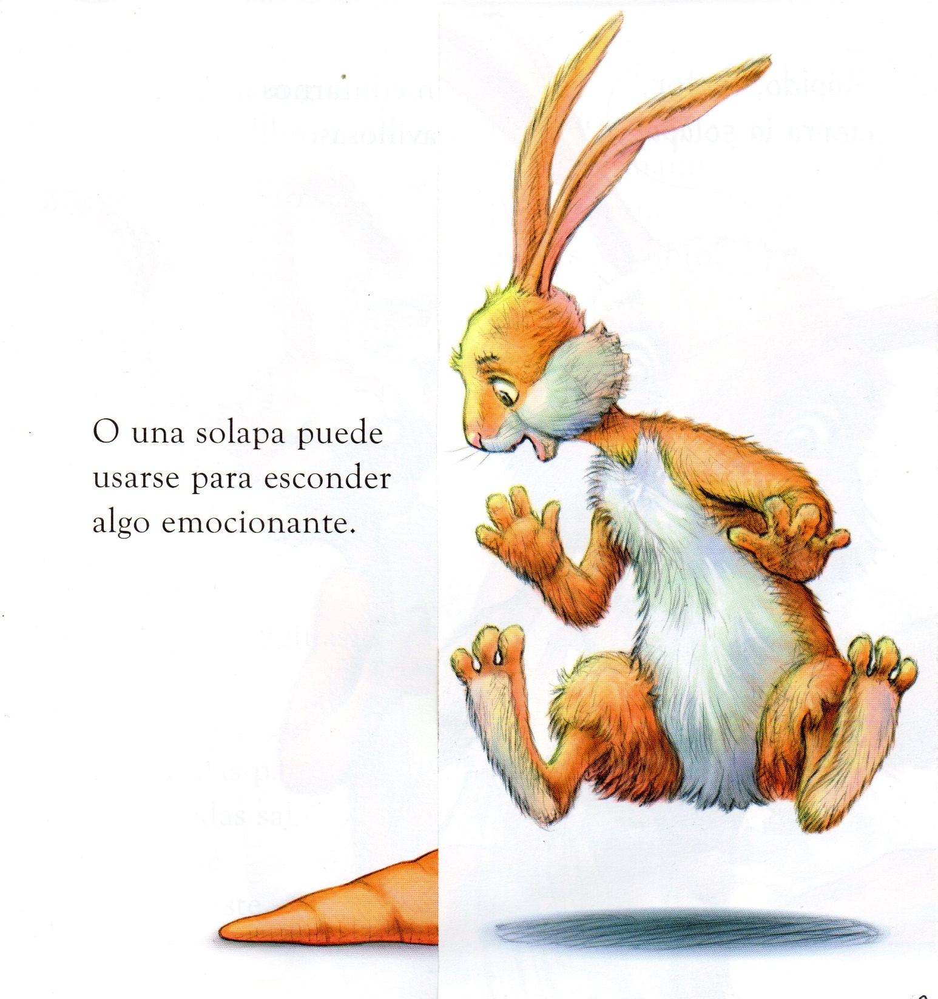 O una solapa puede
usarse para esconder
algo emocionante.